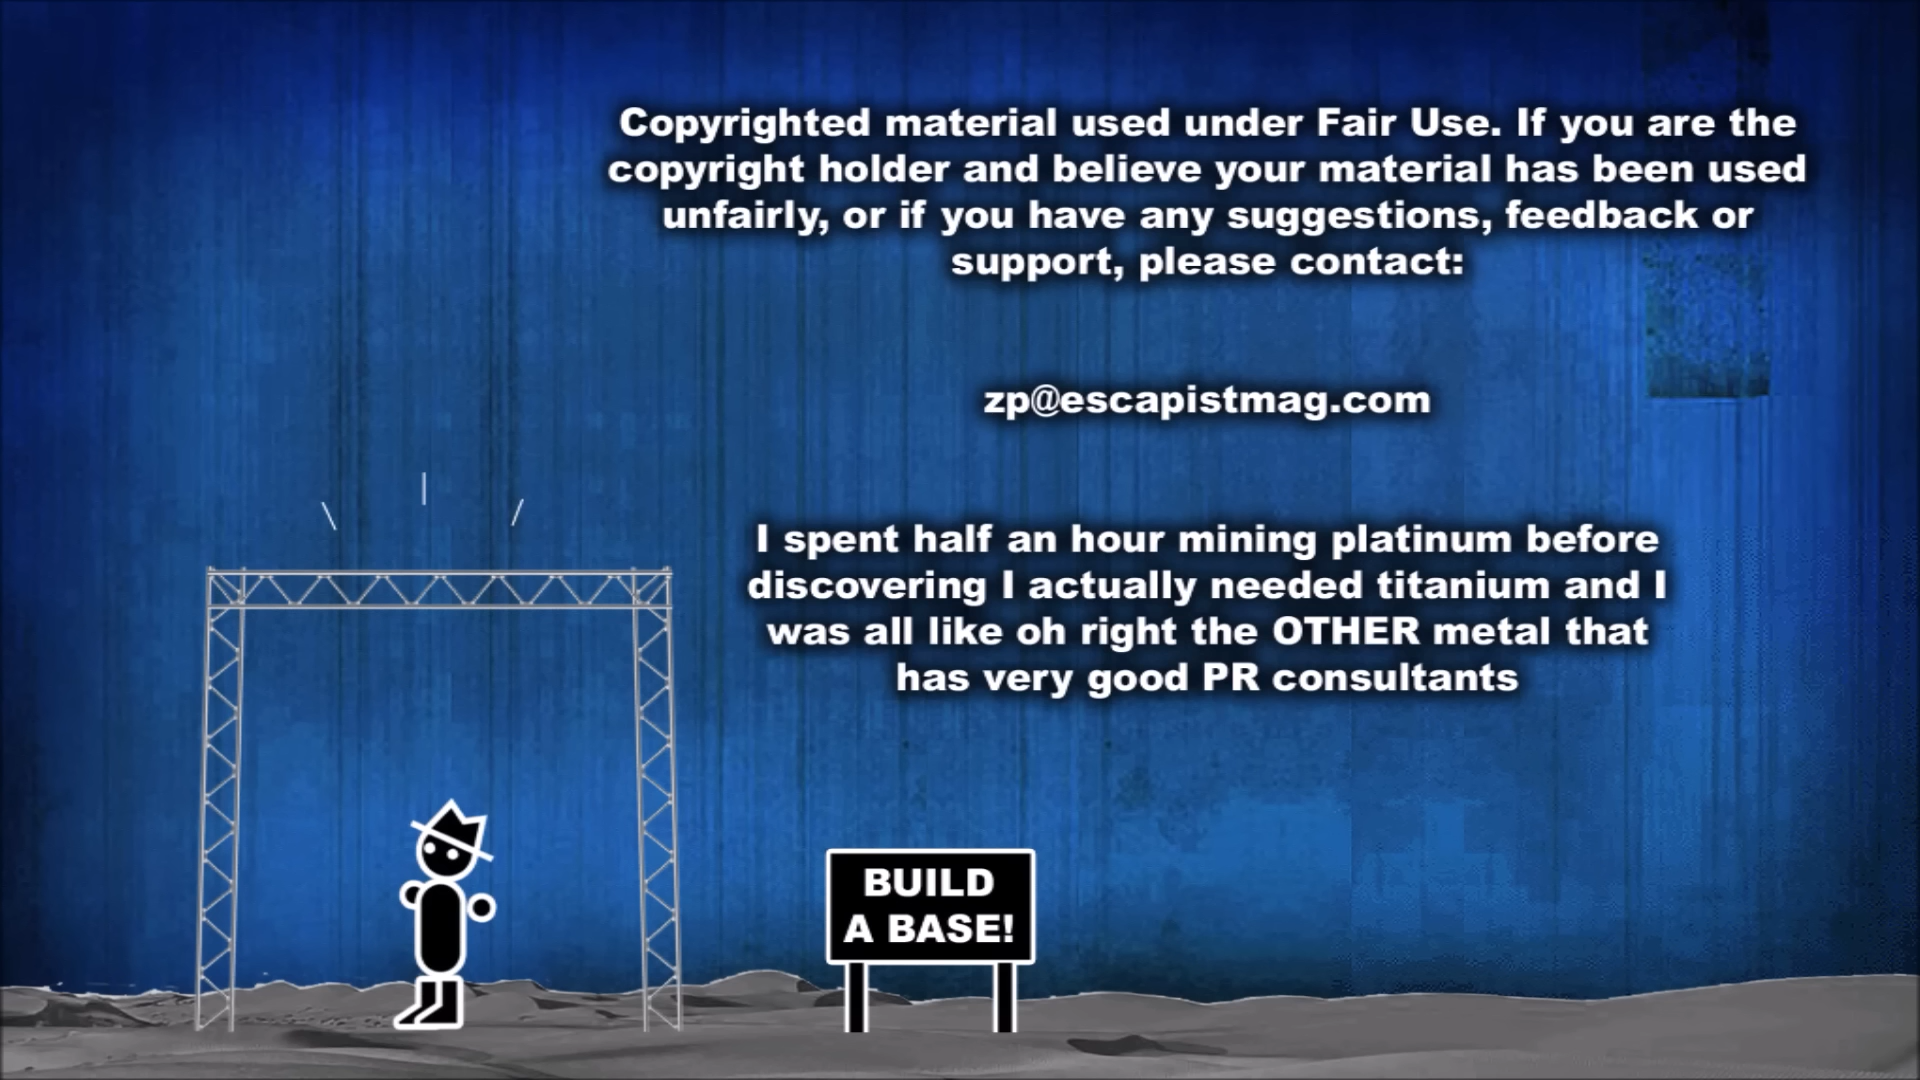 Copyrighted material used under Fair Use. If you are the
copyright holder and believe your material has been used
unfairly, or if you have any suggestions, feedback or
support, please contact:
zp@escapistmag.com
I spent half an hour mining platinum before
discovering I actually needed titanium and I
was all like oh right the OTHER metal that
has very good PR consultants
BUILD
A BASE!